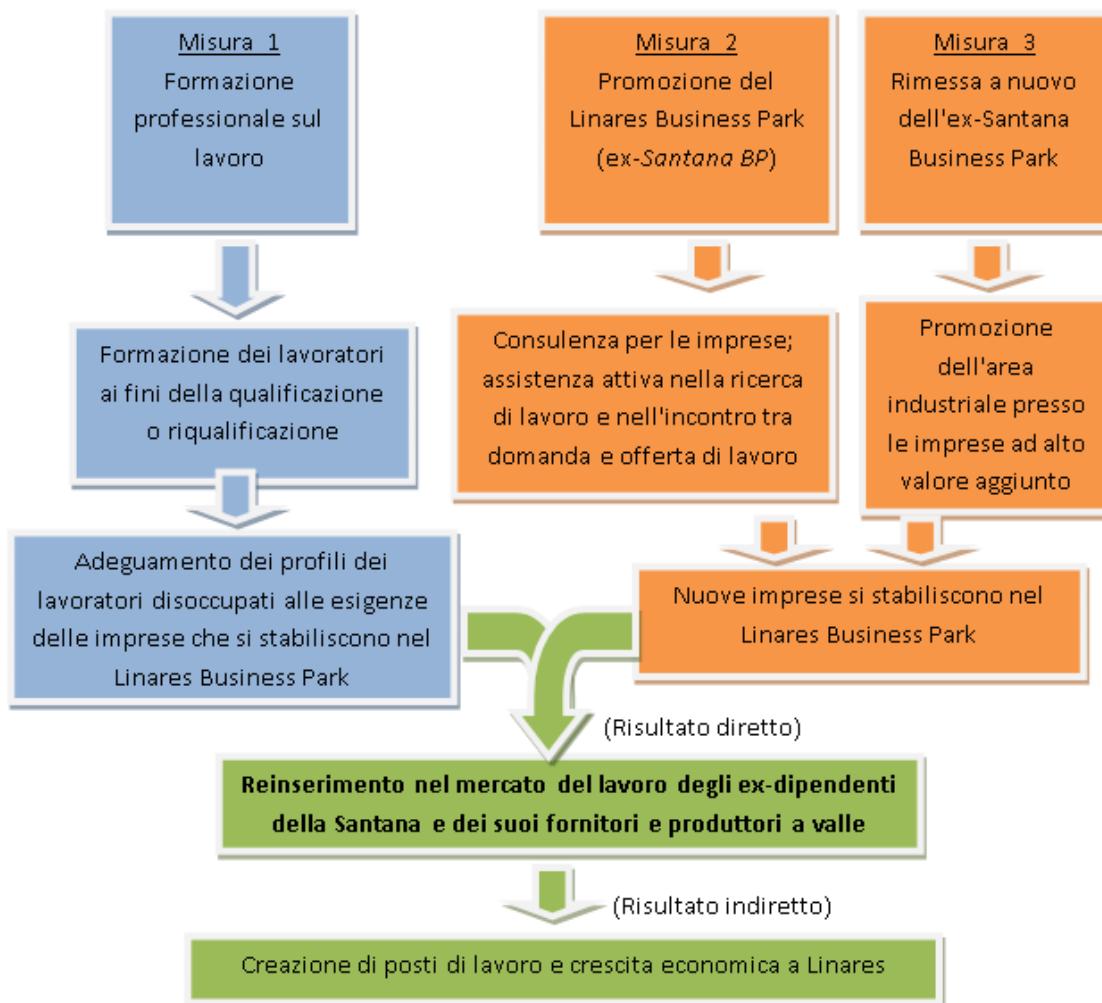 Misura 1
Formazione
professionale sul
lavoro
Misura 2
Promozione del
Linares Business Park
(ex-Santana BP)
Misura 3
Rimessa a nuovo
dell'ex-Santana
Business Park
Formazione dei lavoratori
ai fini della qualificazione
o riqualificazione
Consulenza per le imprese;
assistenza attiva nella ricerca
di lavoro e nell'incontro tra
domanda e offerta di lavoro
Promozione
dell'area
industriale presso
le imprese ad alto
valore aggiunto
Adeguamento dei profili dei
lavoratori disoccupati alle esigenze
delle imprese che si stabiliscono nel
Linares Business Park
Nuove imprese si stabiliscono nel
Linares Business Park
(Risultato diretto)
Reinserimento nel mercato del lavoro degli ex-dipendenti
della Santana e dei suoi fornitori e produttori a valle
(Risultato indiretto)
Creazione di posti di lavoro e crescita economica a Linares